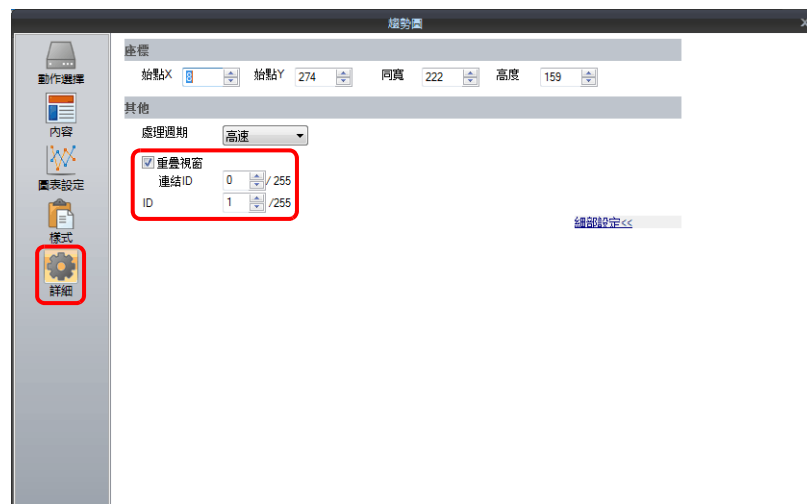 趨勢圖
動作選擇
內容
圖表設定
樣式
詳細
座標
始點X 8 始點Y 274 同寬 222 高度 159
其他
處理週期 高速
重疊視窗
連結ID 0 / 255
ID 1 /255
細部設定<<